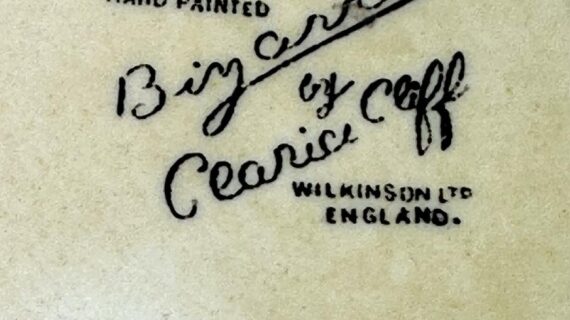 HAND PAINTED
Bizarre
by
Clarice Cliff
WILKINSON LTD
ENGLAND.